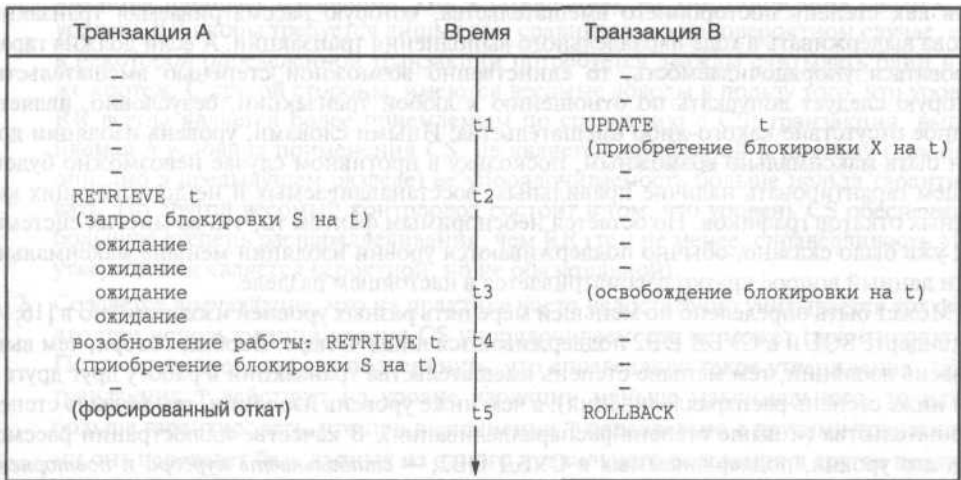 Транзакция A Время Транзакция B
– –
– t1 UPDATE t
– (приобретение блокировки X на t)
– –
RETRIEVE t t2 –
(запрос блокировки S на t) –
ожидание –
ожидание –
ожидание t3 (освобождение блокировки на t)
ожидание –
возобновление работы: RETRIEVE t t4 –
(приобретение блокировки S на t) –
–
(форсированный откат) t5 ROLLBACK